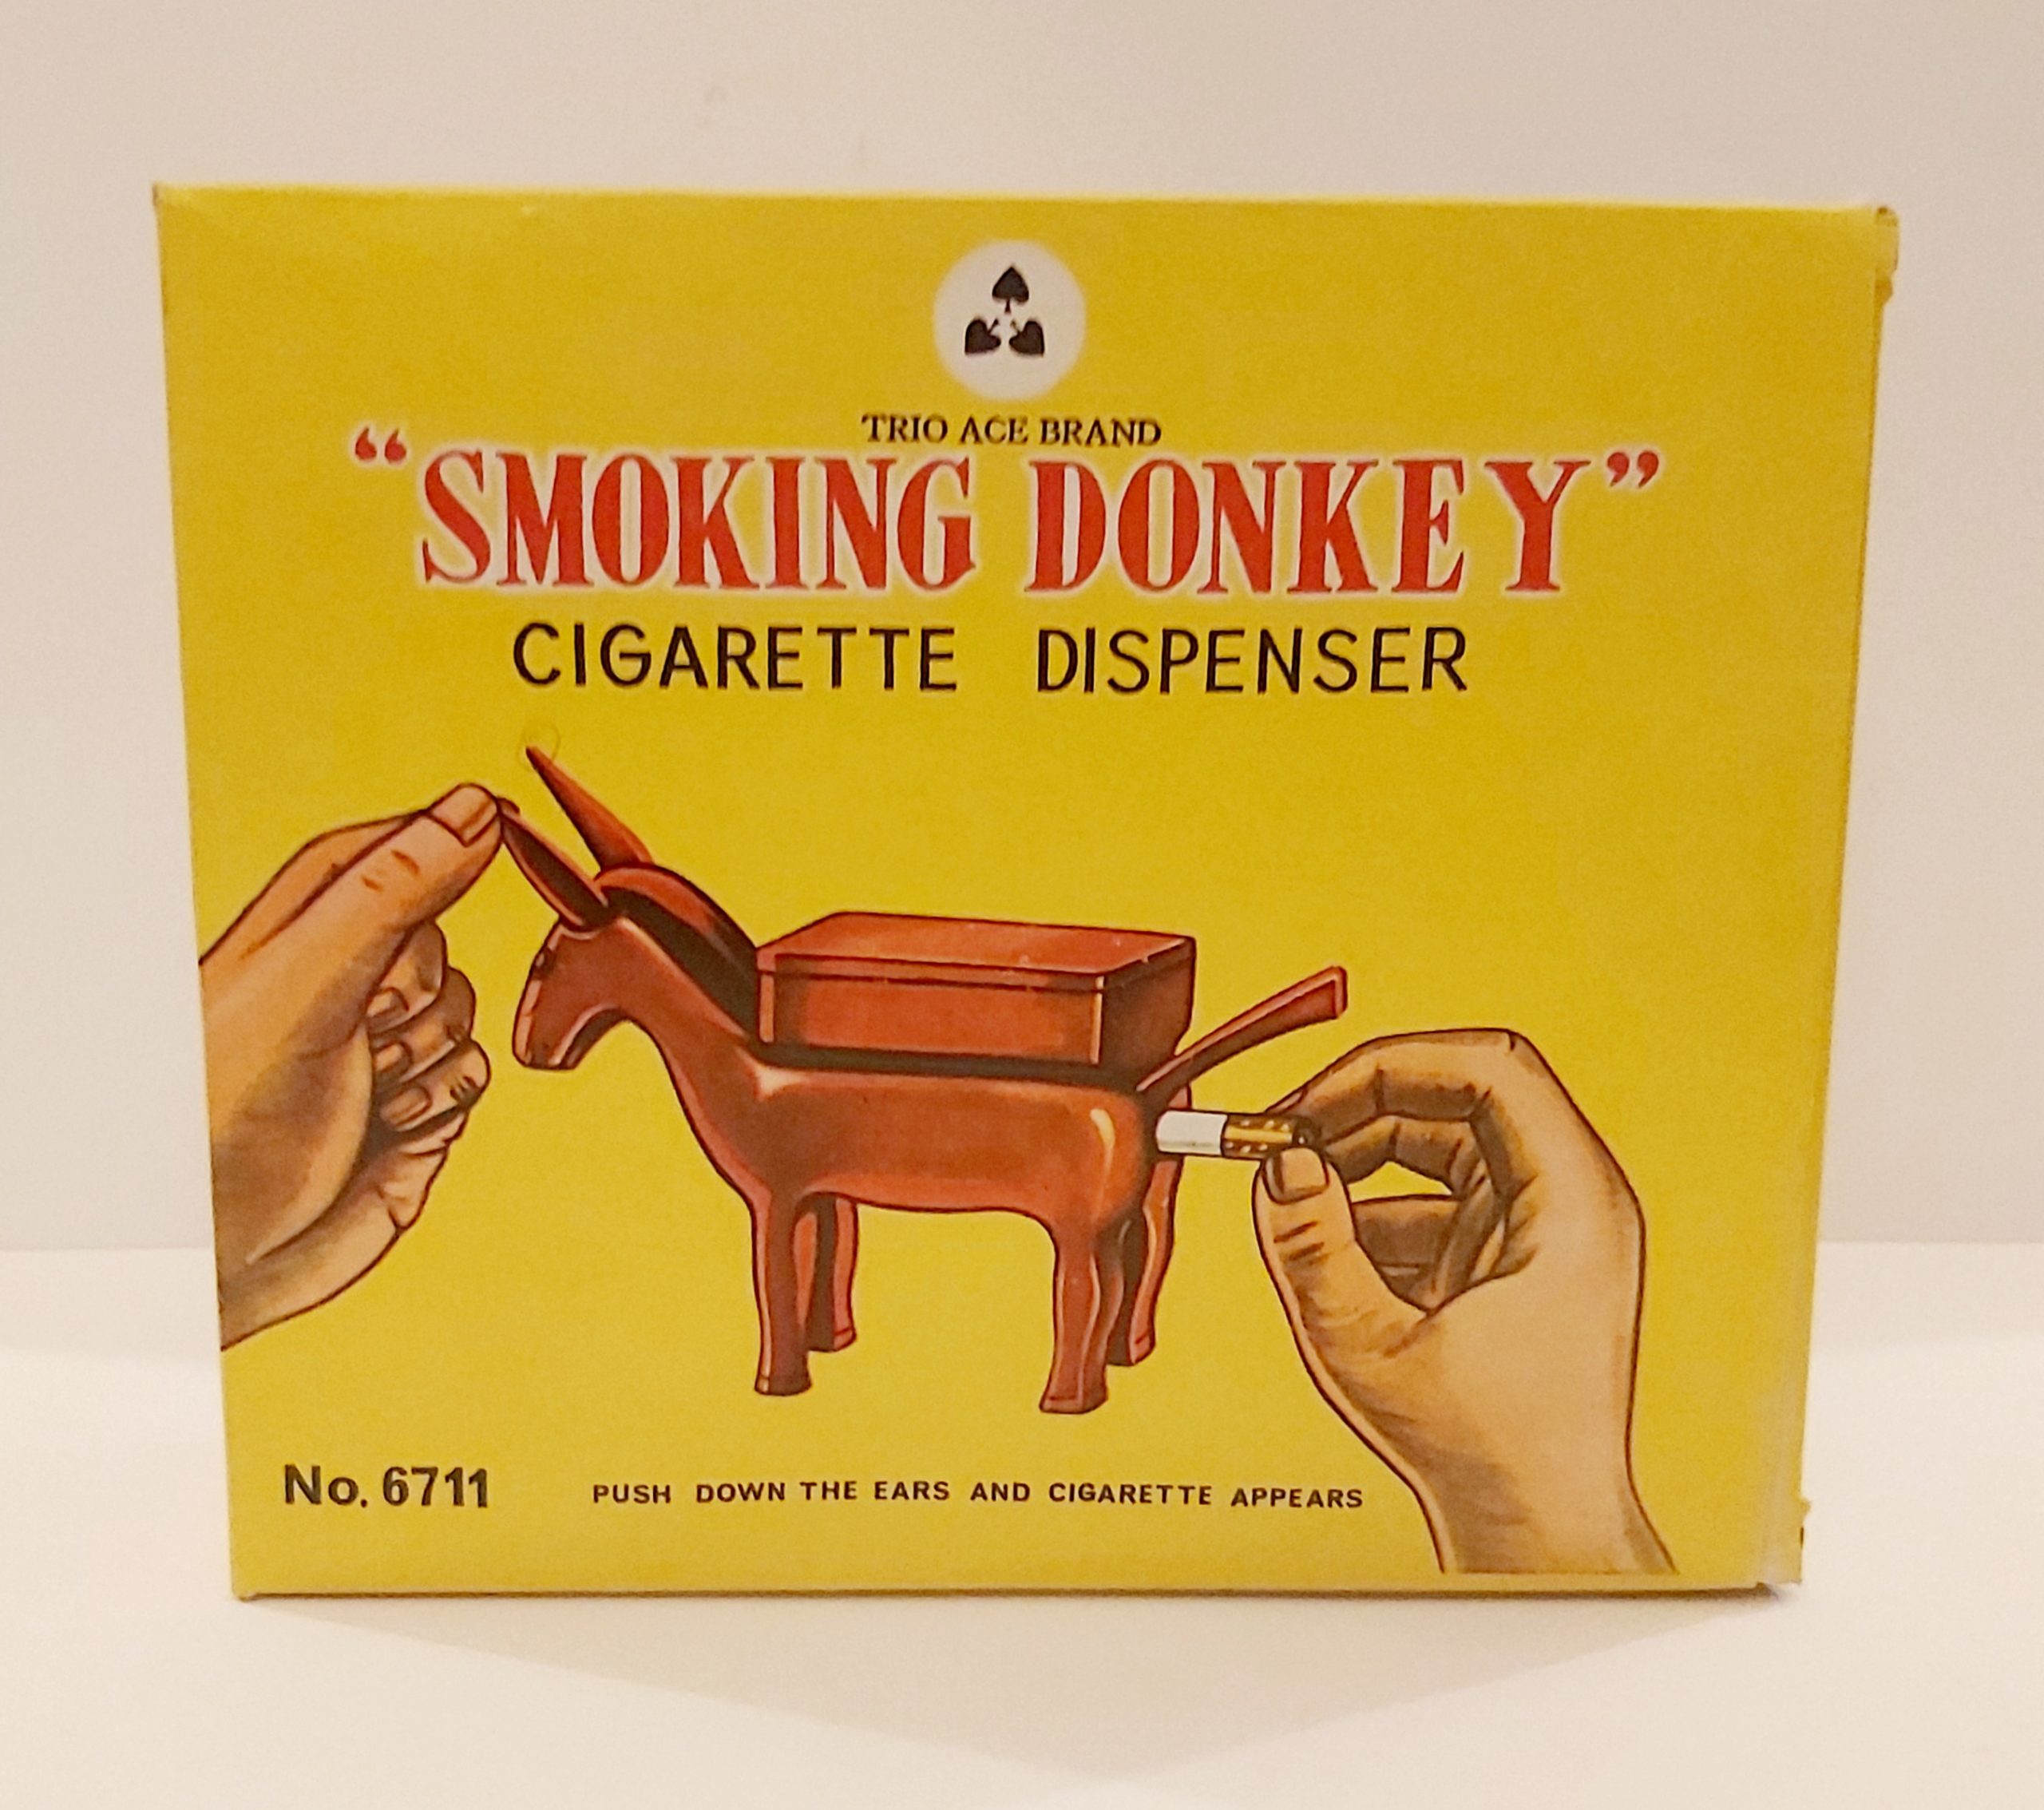 TRIO ACE BRAND
“SMOKING DONKEY”
CIGARETTE DISPENSER
No. 6711
PUSH DOWN THE EARS AND CIGARETTE APPEARS